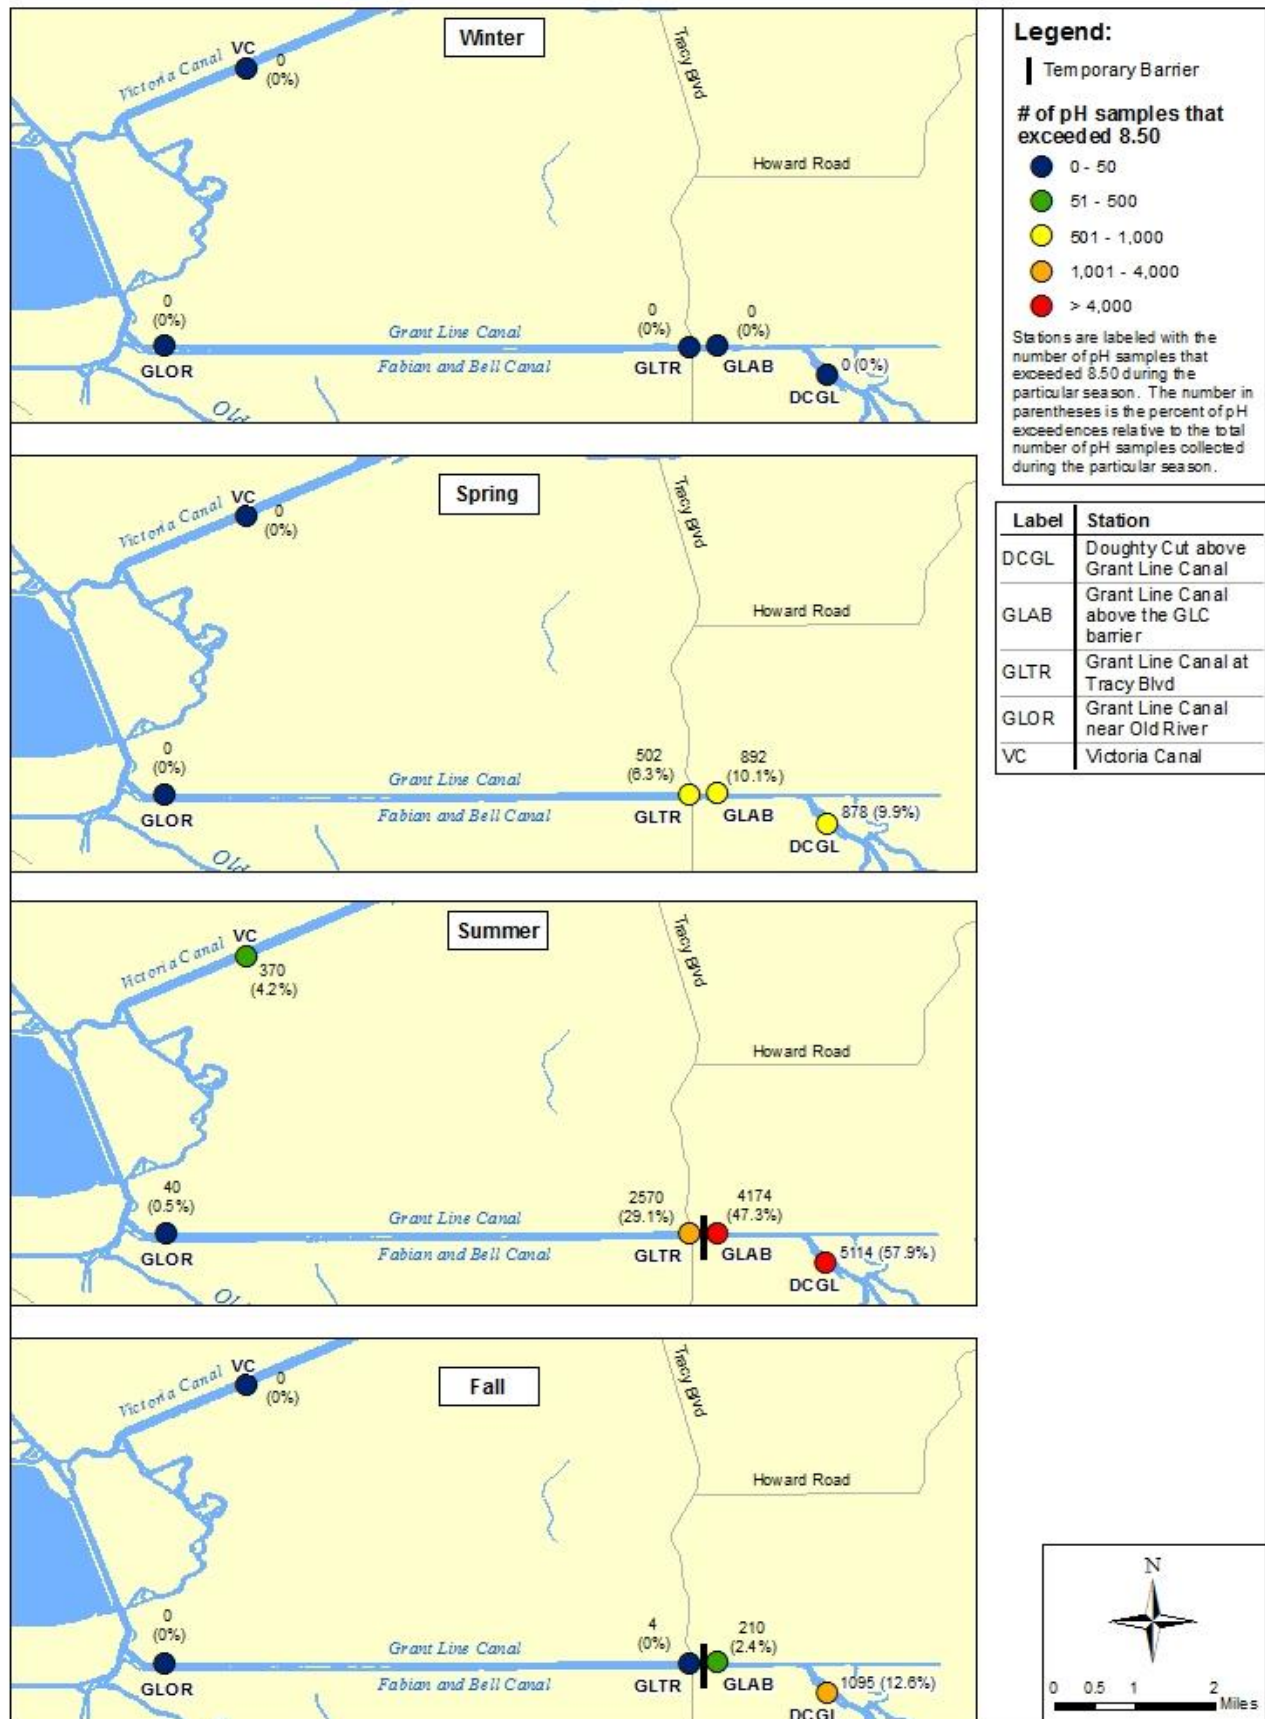 Winter
VC
0
(0%)
Victoria Canal
Tracy Blvd
Howard Road
0
(0%)
GLOR
Grant Line Canal
Fabian and Bell Canal
0
(0%)
GLTR
0
(0%)
GLAB
0 (0%)
DCGL
Old
Spring
VC
0
(0%)
Victoria Canal
Tracy Blvd
Howard Road
0
(0%)
GLOR
Grant Line Canal
Fabian and Bell Canal
502
(6.3%)
GLTR
892
(10.1%)
GLAB
878 (9.9%)
DCGL
Old
Summer
VC
370
(4.2%)
Victoria Canal
Tracy Blvd
Howard Road
40
(0.5%)
GLOR
Grant Line Canal
Fabian and Bell Canal
2570
(29.1%)
GLTR
4174
(47.3%)
GLAB
5114 (57.9%)
DCGL
Fall
VC
0
(0%)
Victoria Canal
Tracy Blvd
Howard Road
0
(0%)
GLOR
Grant Line Canal
Fabian and Bell Canal
4
(0%)
GLTR
210
(2.4%)
GLAB
1095 (12.6%)
DCGL
Legend:
Temporary Barrier
# of pH samples that
exceeded 8.50
0 - 50
51 - 500
501 - 1,000
1,001 - 4,000
> 4,000
Stations are labeled with the
number of pH samples that
exceeded 8.50 during the
particular season. The number in
parentheses is the percent of pH
exceedences relative to the total
number of pH samples collected
during the particular season.
Label Station
DCGL Doughty Cut above
Grant Line Canal
GLAB Grant Line Canal
above the GLC
barrier
GLTR Grant Line Canal at
Tracy Blvd
GLOR Grant Line Canal
near Old River
VC Victoria Canal
N
0 0.5 1 2
Miles